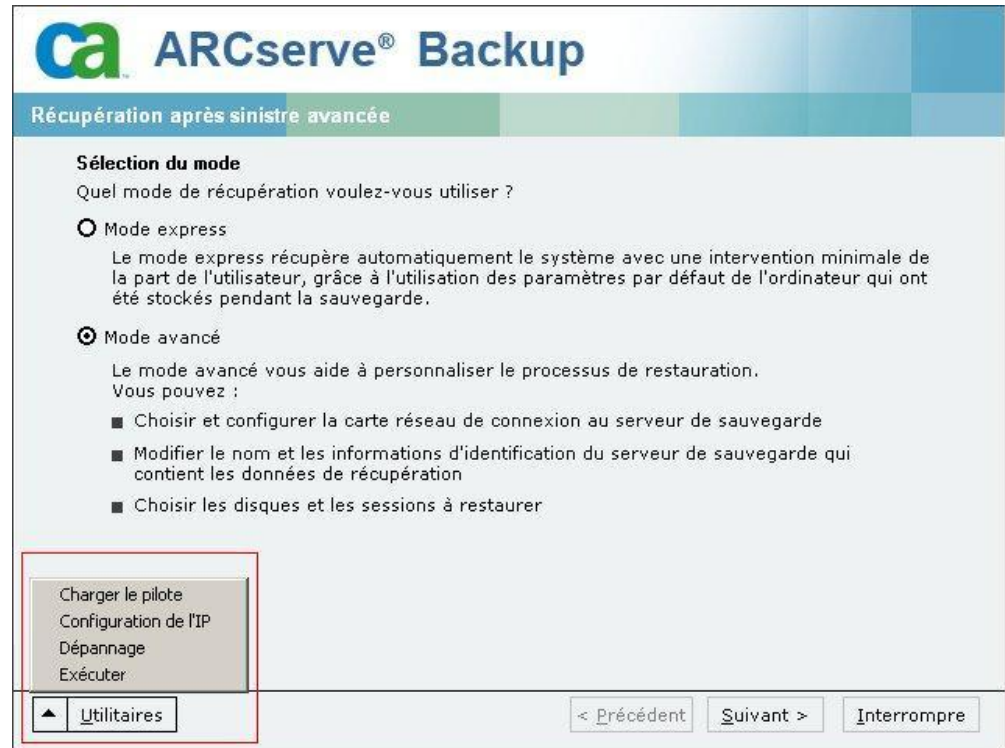 ca ARCserve® Backup
Récupération après sinistre avancée
Sélection du mode
Quel mode de récupération voulez-vous utiliser ?
Mode express
Le mode express récupère automatiquement le système avec une intervention minimale de
la part de l'utilisateur, grâce à l'utilisation des paramètres par défaut de l'ordinateur qui ont
été stockés pendant la sauvegarde.
Mode avancé
Le mode avancé vous aide à personnaliser le processus de restauration.
Vous pouvez :
Choisir et configurer la carte réseau de connexion au serveur de sauvegarde
Modifier le nom et les informations d'identification du serveur de sauvegarde qui
contient les données de récupération
Choisir les disques et les sessions à restaurer
Charger le pilote
Configuration de l'IP
Dépannage
Exécuter
Utilitaires
< Précédent
Suivant >
Interrompre